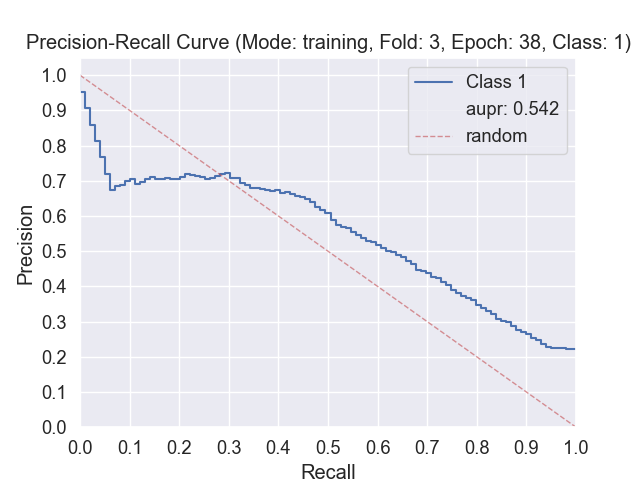 Precision-Recall Curve (Mode: training, Fold: 3, Epoch: 38, Class: 1)
1.0
0.9
0.8
0.7
0.6
0.5
0.4
0.3
0.2
0.1
0.0
Precision
Class 1
aupr: 0.542
random
0.0 0.1 0.2 0.3 0.4 0.5 0.6 0.7 0.8 0.9 1.0
Recall